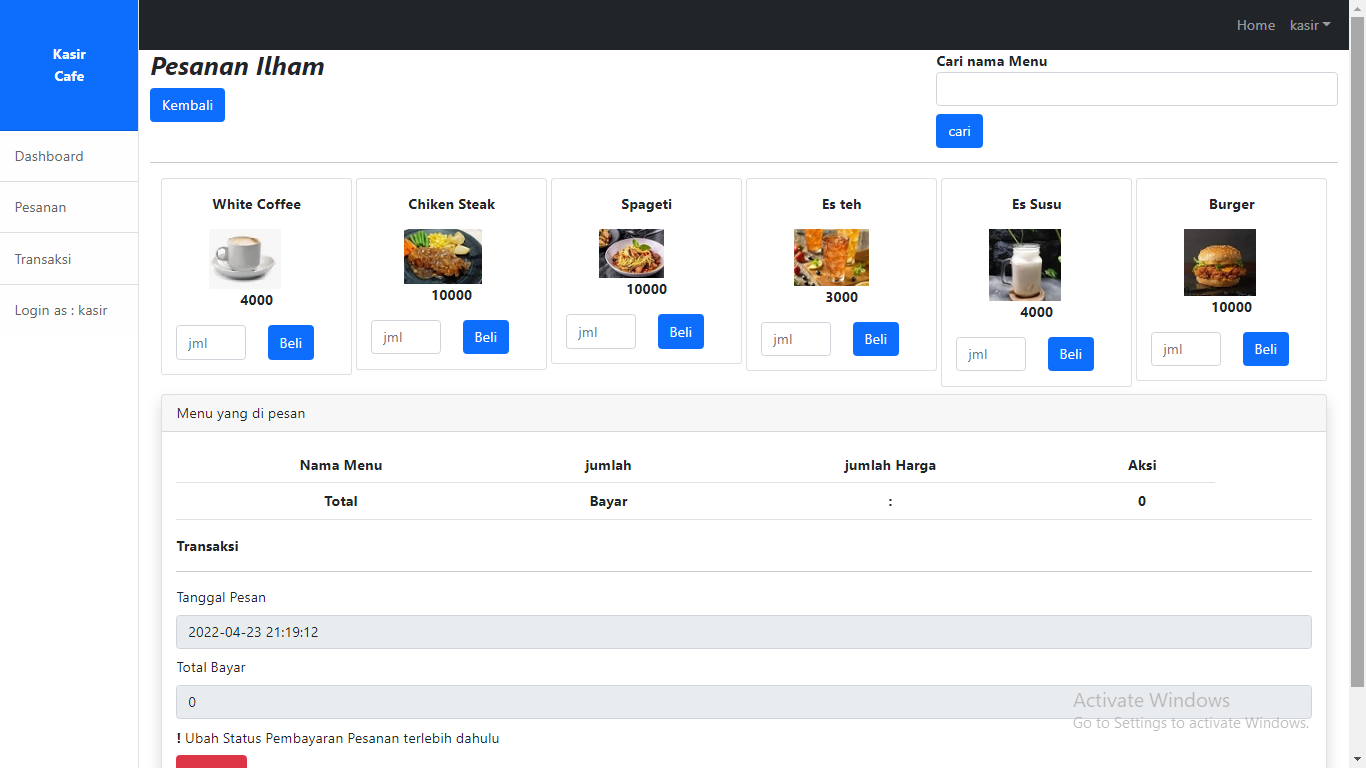 Kasir
Cafe
Home kasir
Dashboard
Pesanan
Transaksi
Login as : kasir
Pesanan Ilham
Kembali
Cari nama Menu
cari
White Coffee
4000
jml Beli
Chiken Steak
10000
jml Beli
Spageti
10000
jml Beli
Es teh
3000
jml Beli
Es Susu
4000
jml Beli
Burger
10000
jml Beli
Menu yang di pesan
Nama Menu jumlah jumlah Harga Aksi
Total Bayar : 0
Transaksi
Tanggal Pesan
2022-04-23 21:19:12
Total Bayar
0
! Ubah Status Pembayaran Pesanan terlebih dahulu
Activate Windows
Go to Settings to activate Windows.